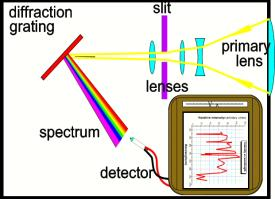 diffraction
grating
slit
primary
lens
lenses
spectrum
detector